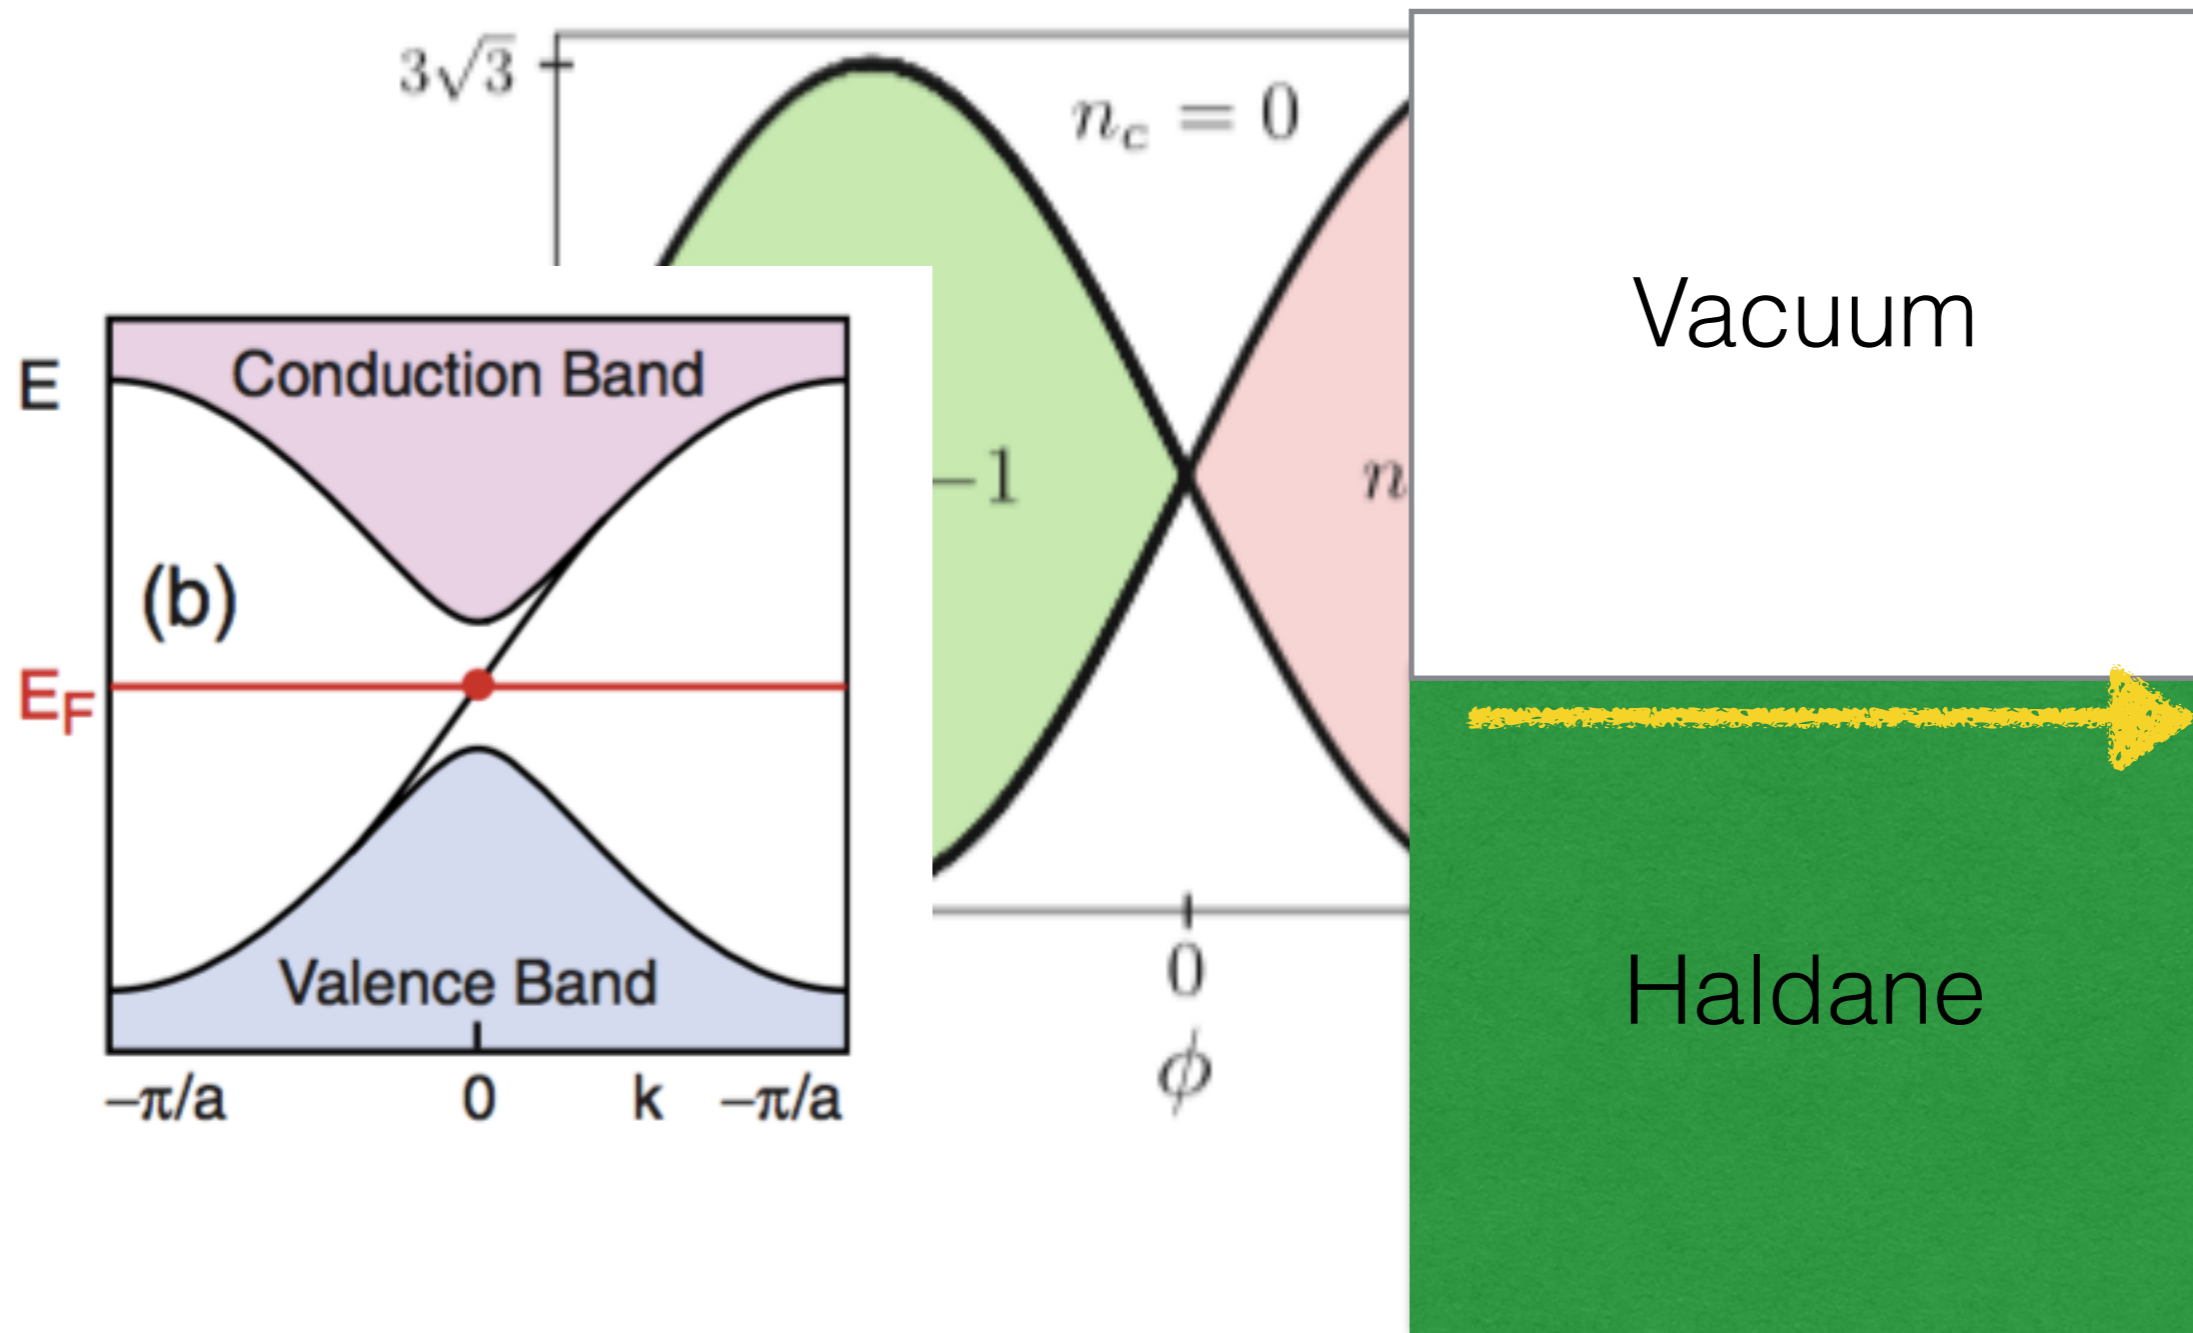 3√3
n_c = 0
−1
n
0
ϕ
E
Conduction Band
(b)
E_F
Valence Band
−π/a
0
k
−π/a
Vacuum
Haldane